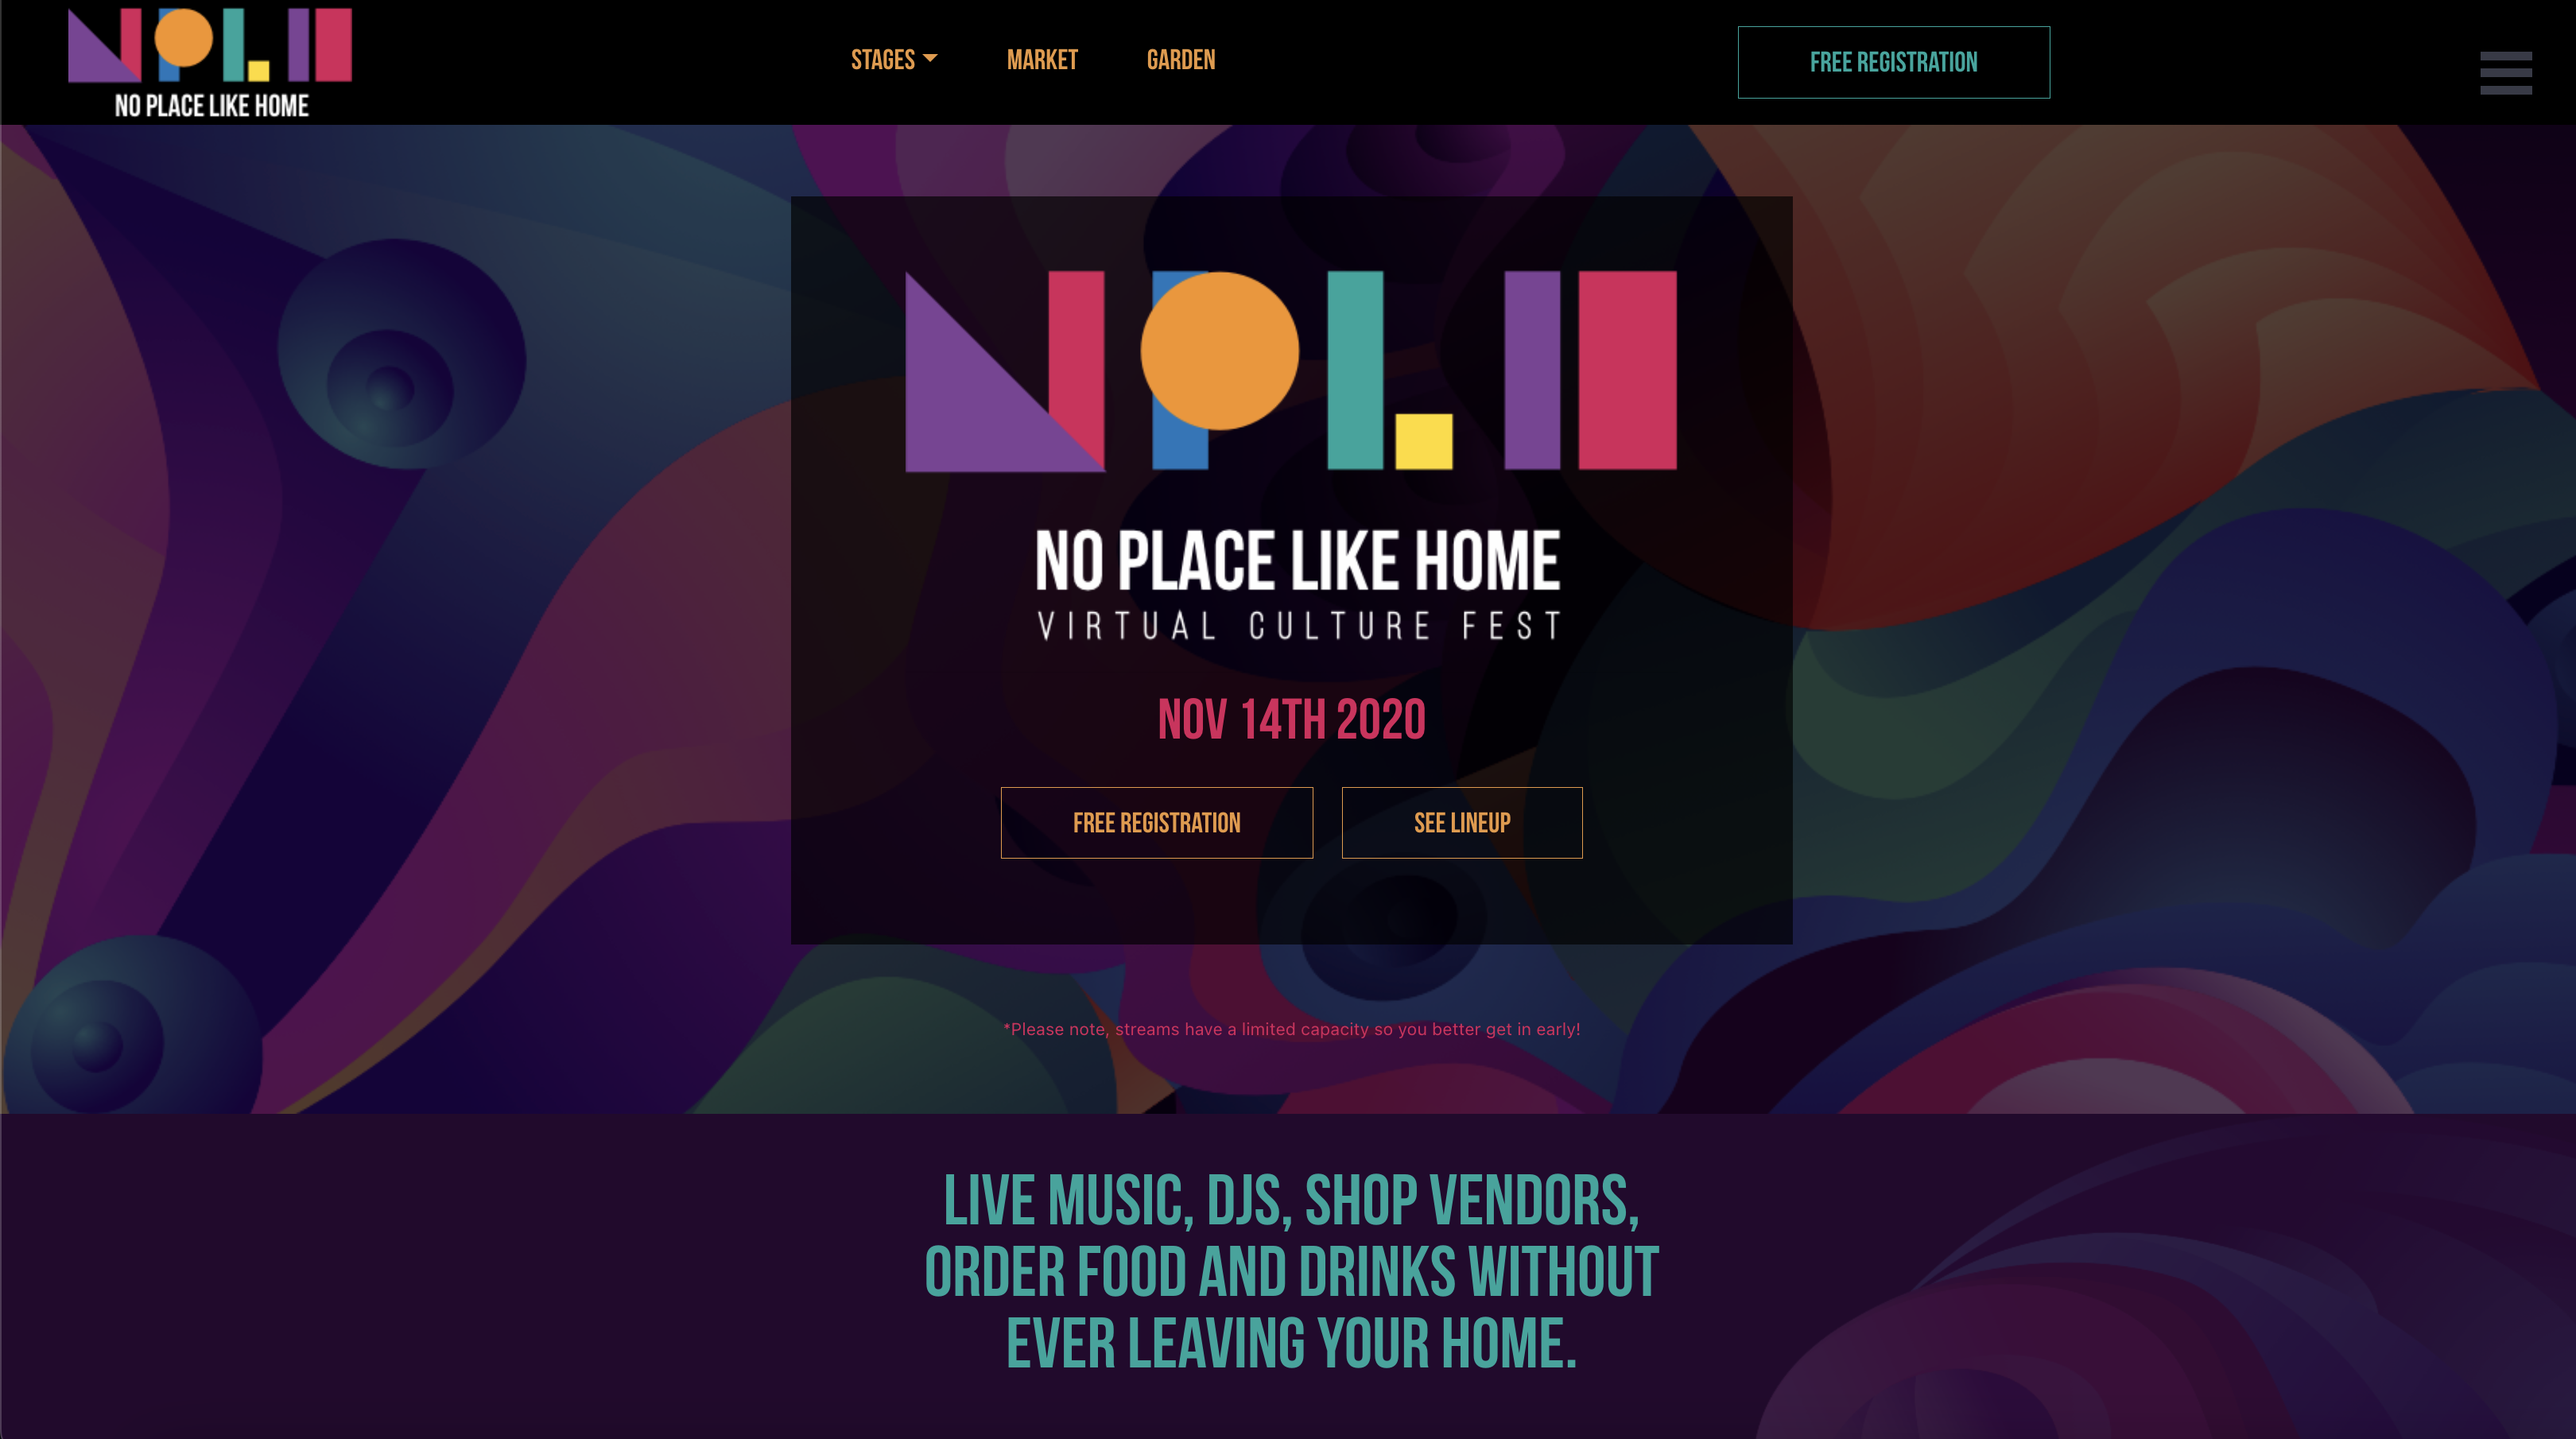 NPLH
NO PLACE LIKE HOME
STAGES
MARKET
GARDEN
FREE REGISTRATION
NPLH
NO PLACE LIKE HOME
VIRTUAL CULTURE FEST
NOV 14TH 2020
FREE REGISTRATION
SEE LINEUP
*Please note, streams have a limited capacity so you better get in early!
LIVE MUSIC, DJS, SHOP VENDORS,
ORDER FOOD AND DRINKS WITHOUT
EVER LEAVING YOUR HOME.